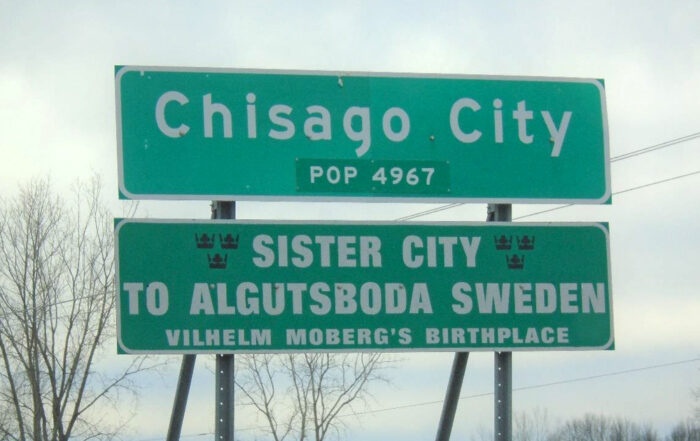 Chisago City
POP 4967
SISTER CITY
TO ALGUTSBODA SWEDEN
VILHELM MOBERG'S BIRTHPLACE